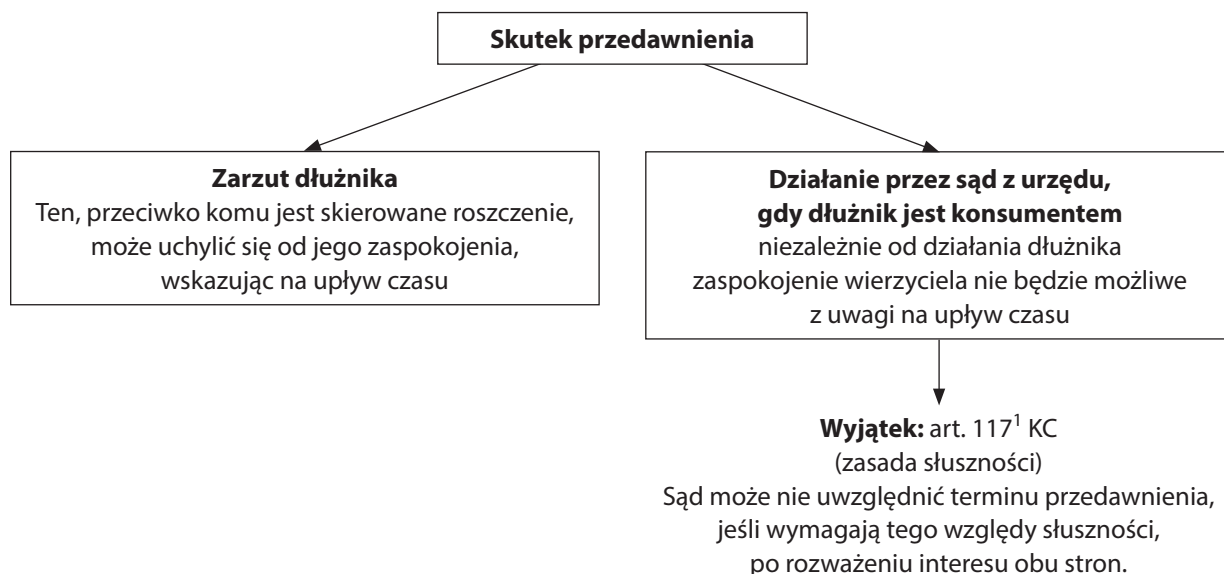 Skutek przedawnienia
Zarzut dłużnika
Ten, przeciwko komu jest skierowane roszczenie,
może uchylić się od jego zaspokojenia,
wskazując na upływ czasu
Działanie przez sąd z urzędu,
gdy dłużnik jest konsumentem
niezależnie od działania dłużnika
zaspokojenie wierzyciela nie będzie możliwe
z uwagi na upływ czasu
Wyjątek: art. 117¹ KC
(zasada słuszności)
Sąd może nie uwzględnić terminu przedawnienia,
jeśli wymagają tego względy słuszności,
po rozważeniu interesu obu stron.